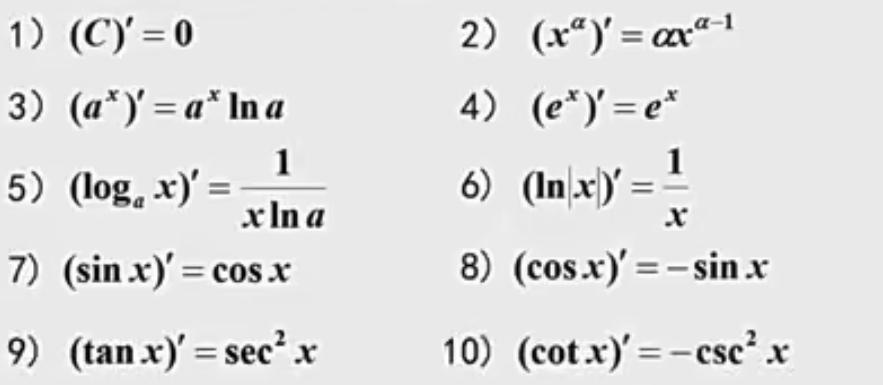 1) (C)′ = 0 2) (x^α)′ = αx^(α−1)
3) (a^x)′ = a^x ln a 4) (e^x)′ = e^x
5) (log_a x)′ = 1/(x ln a) 6) (ln|x|)′ = 1/x
7) (sin x)′ = cos x 8) (cos x)′ = − sin x
9) (tan x)′ = sec² x 10) (cot x)′ = −csc² x